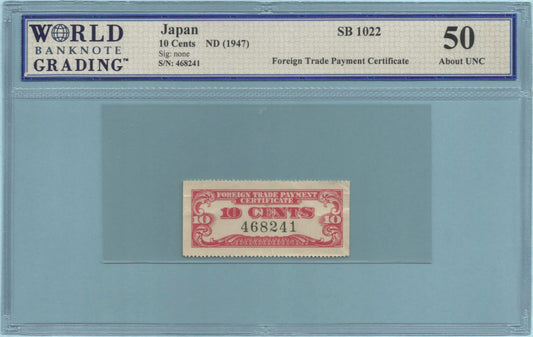 WORLD
BANKNOTE
GRADING™
Japan
10 Cents ND (1947)
Sig: none
S/N: 468241
SB 1022
Foreign Trade Payment Certificate
50
About UNC
FOREIGN TRADE PAYMENT
CERTIFICATE
10 10 CENTS 10
468241